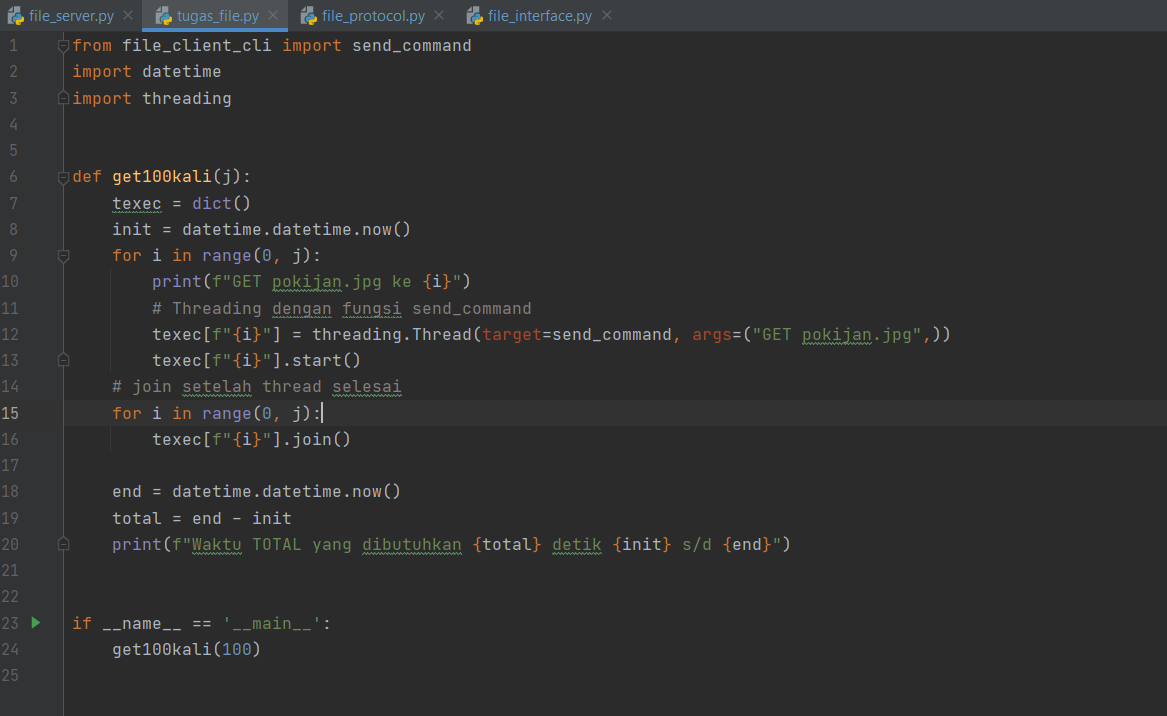 file_server.py tugas_file.py file_protocol.py file_interface.py
1 from file_client_cli import send_command
2 import datetime
3 import threading
4
5
6 def get100kali(j):
7     texec = dict()
8     init = datetime.datetime.now()
9     for i in range(0, j):
10         print(f"GET pokijan.jpg ke {i}")
11         # Threading dengan fungsi send_command
12         texec[f"{i}"] = threading.Thread(target=send_command, args=("GET pokijan.jpg",))
13         texec[f"{i}"].start()
14     # join setelah thread selesai
15     for i in range(0, j):
16         texec[f"{i}"].join()
17
18     end = datetime.datetime.now()
19     total = end - init
20     print(f"Waktu TOTAL yang dibutuhkan {total} detik {init} s/d {end}")
21
22
23 if __name__ == '__main__':
24     get100kali(100)
25